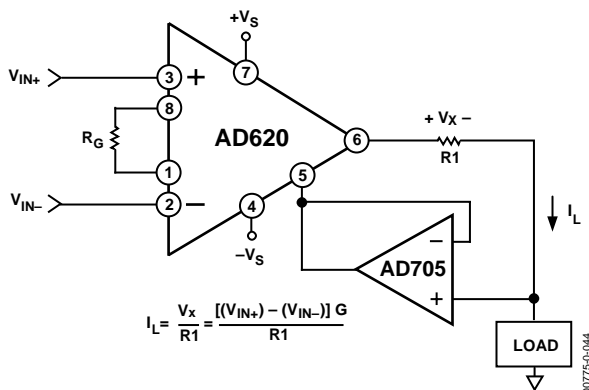 +VS
VIN+
3
+
7
8
+ VX –
RG
AD620
6
R1
1
5
VIN–
2
–
4
IL
–VS
–
AD705
+
IL = VX / R1 = [(VIN+) – (VIN–)] G / R1
LOAD
00775-0-044